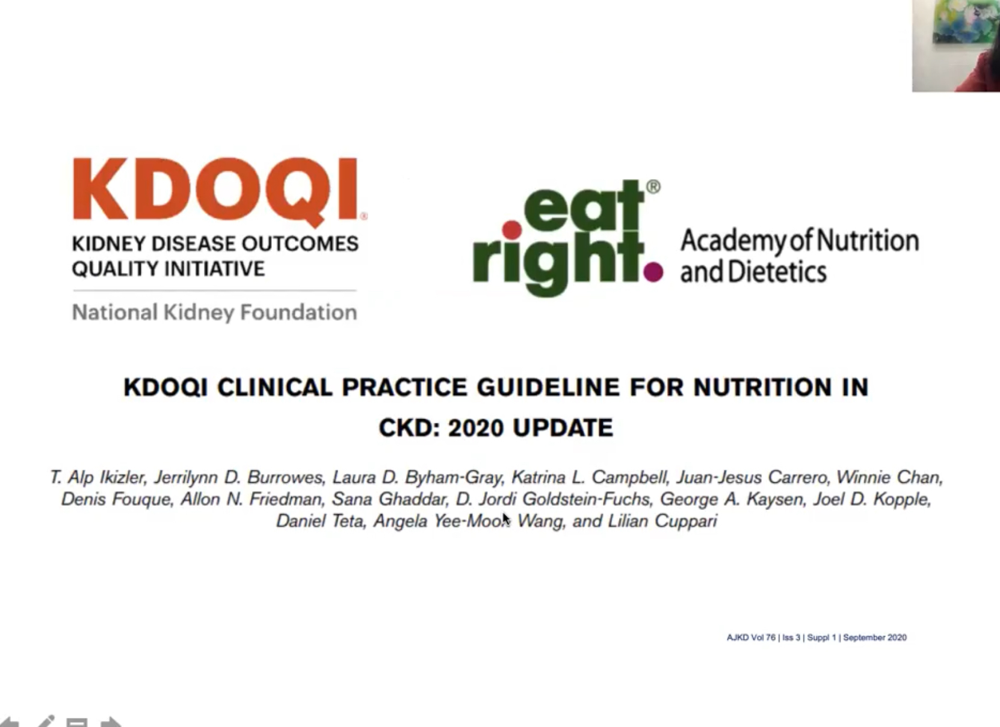 KDOQI®
KIDNEY DISEASE OUTCOMES
QUALITY INITIATIVE
National Kidney Foundation
eat®
right.
Academy of Nutrition
and Dietetics
KDOQI CLINICAL PRACTICE GUIDELINE FOR NUTRITION IN
CKD: 2020 UPDATE
T. Alp Ikizler, Jerrilynn D. Burrowes, Laura D. Byham-Gray, Katrina L. Campbell, Juan-Jesus Carrero, Winnie Chan,
Denis Fouque, Allon N. Friedman, Sana Ghaddar, D. Jordi Goldstein-Fuchs, George A. Kaysen, Joel D. Kopple,
Daniel Teta, Angela Yee-Moon Wang, and Lilian Cuppari
AJKD Vol 76 | Iss 3 | Suppl 1 | September 2020